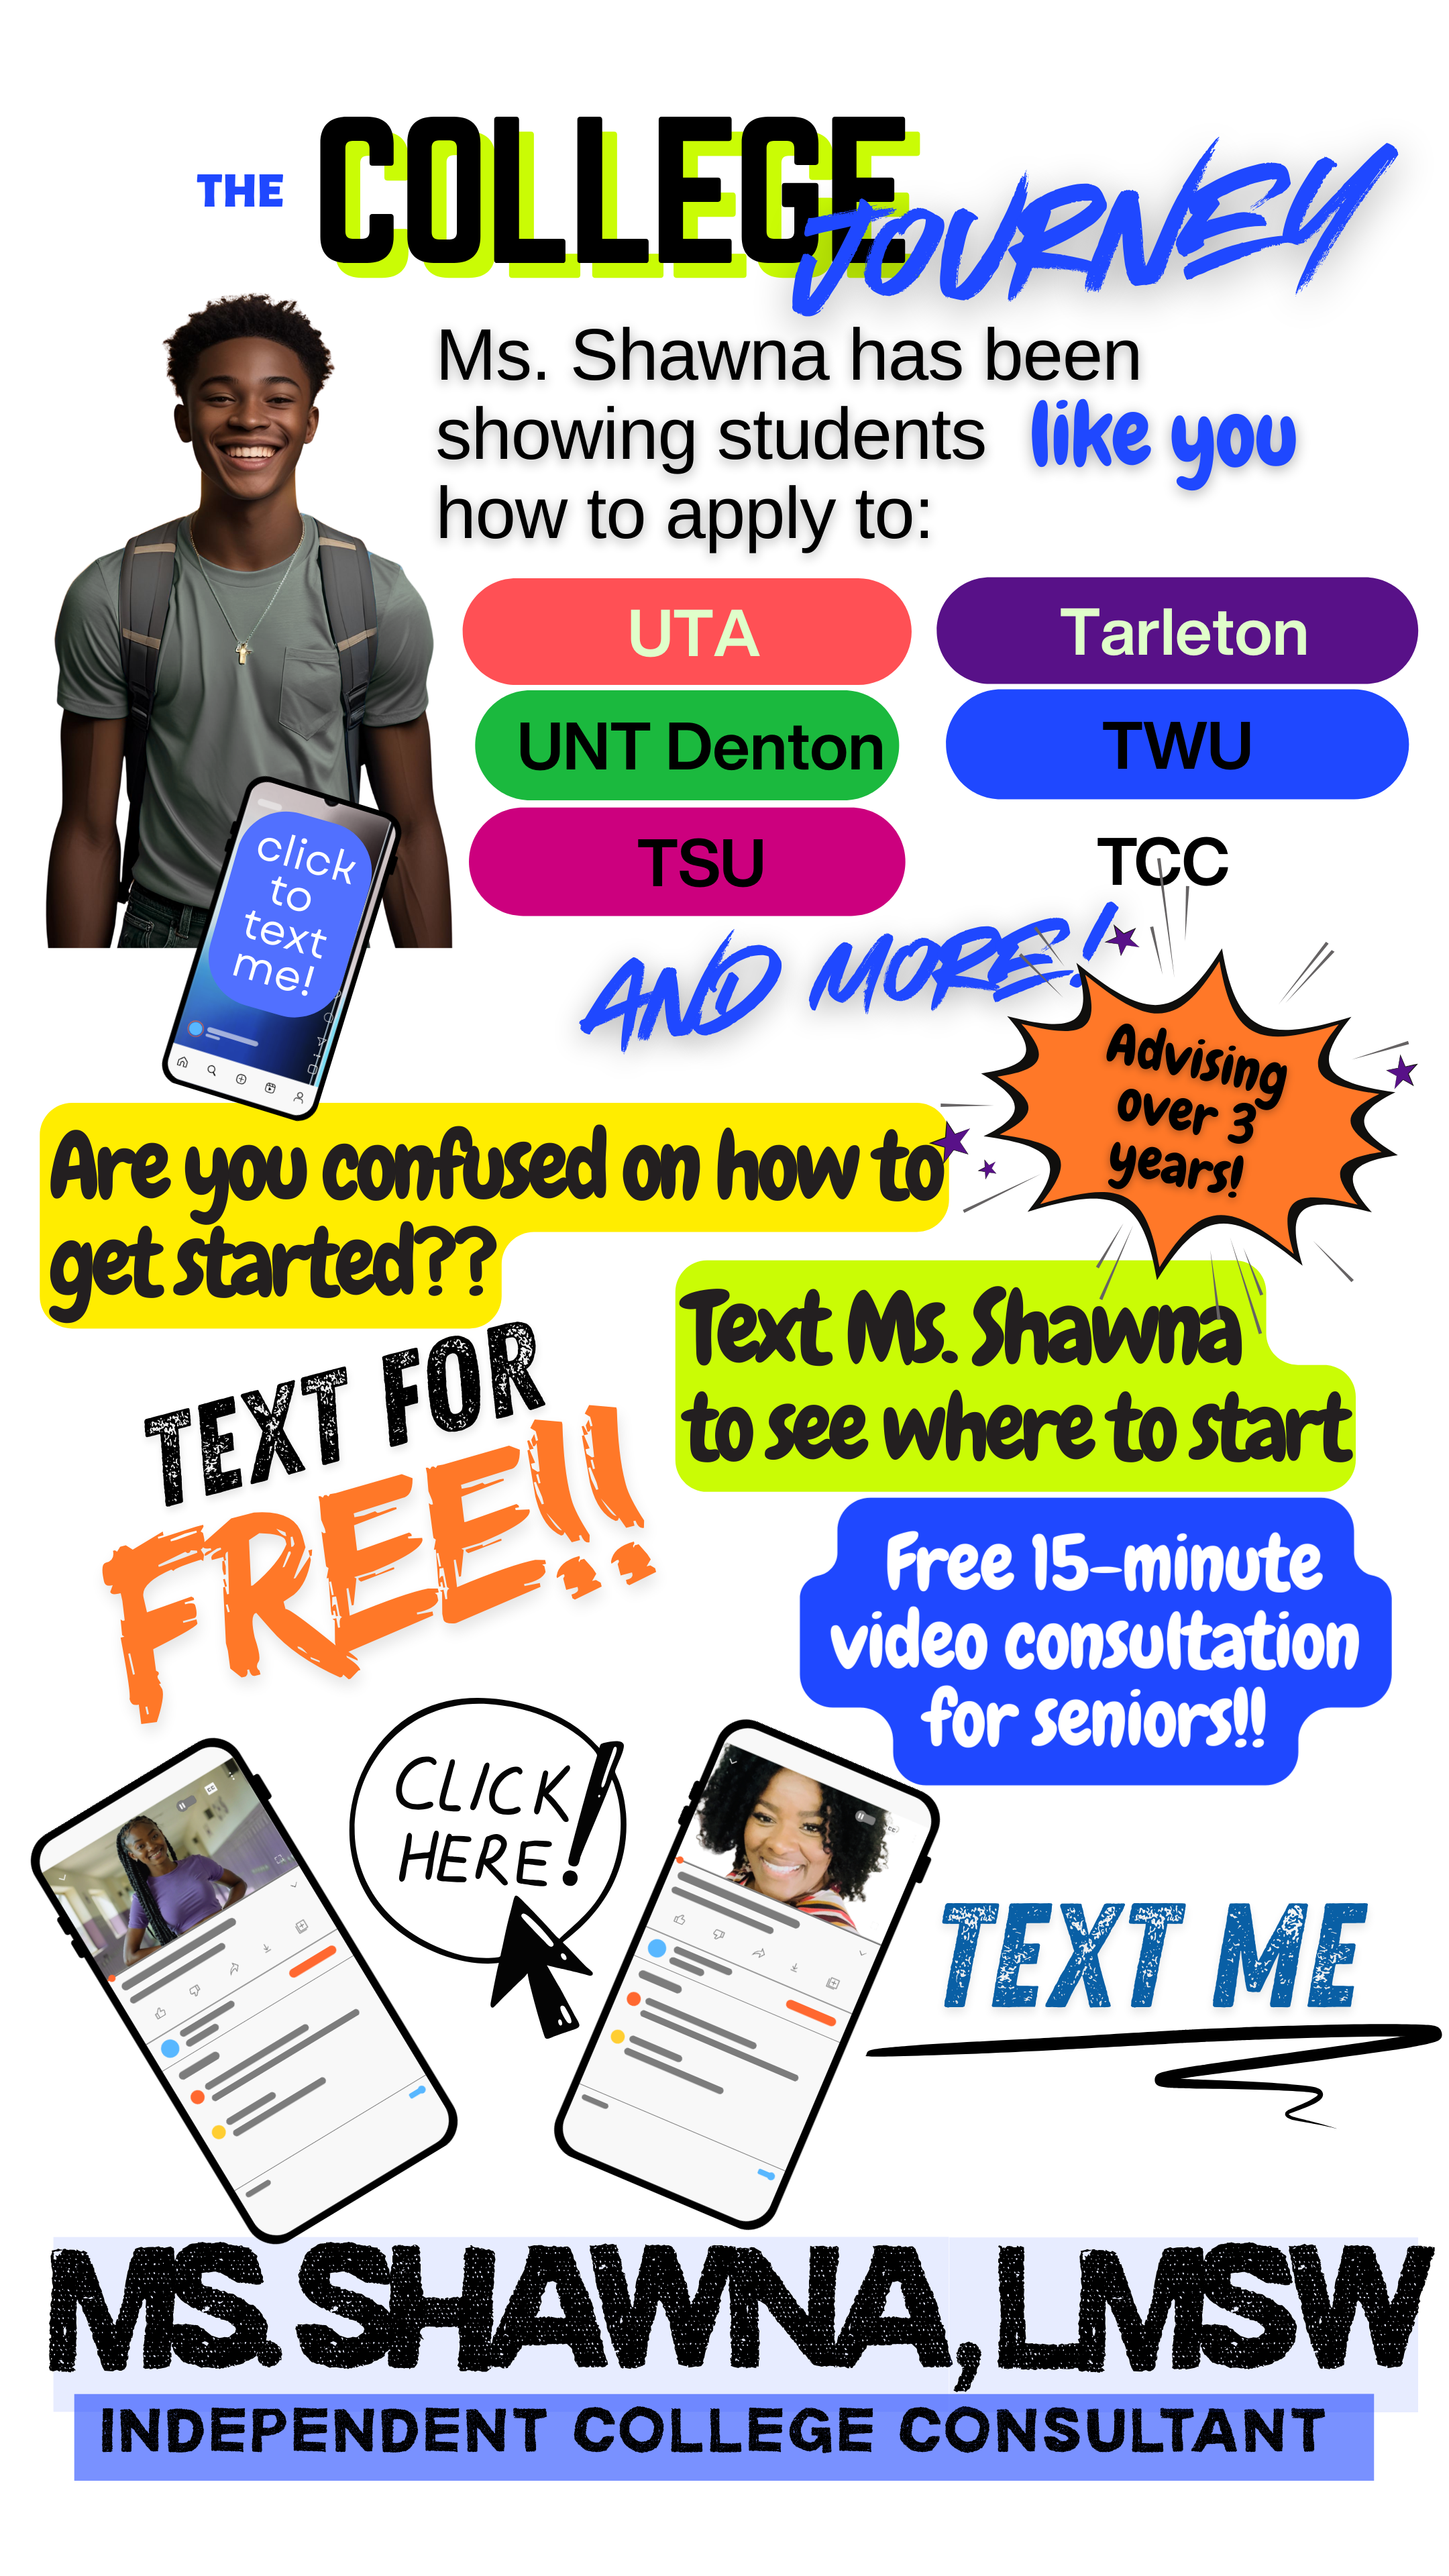 THE COLLEGE JOURNEY
Ms. Shawna has been
showing students like you
how to apply to:
UTA
Tarleton
UNT Denton
TWU
TSU
TCC
AND MORE!
click
to
text
me!
Advising
over 3
years!
Are you confused on how to
get started??
Text Ms. Shawna
to see where to start
TEXT FOR
FREE!!
Free 15-minute
video consultation
for seniors!!
CLICK
HERE!
TEXT ME
MS. SHAWNA, LMSW
INDEPENDENT COLLEGE CONSULTANT